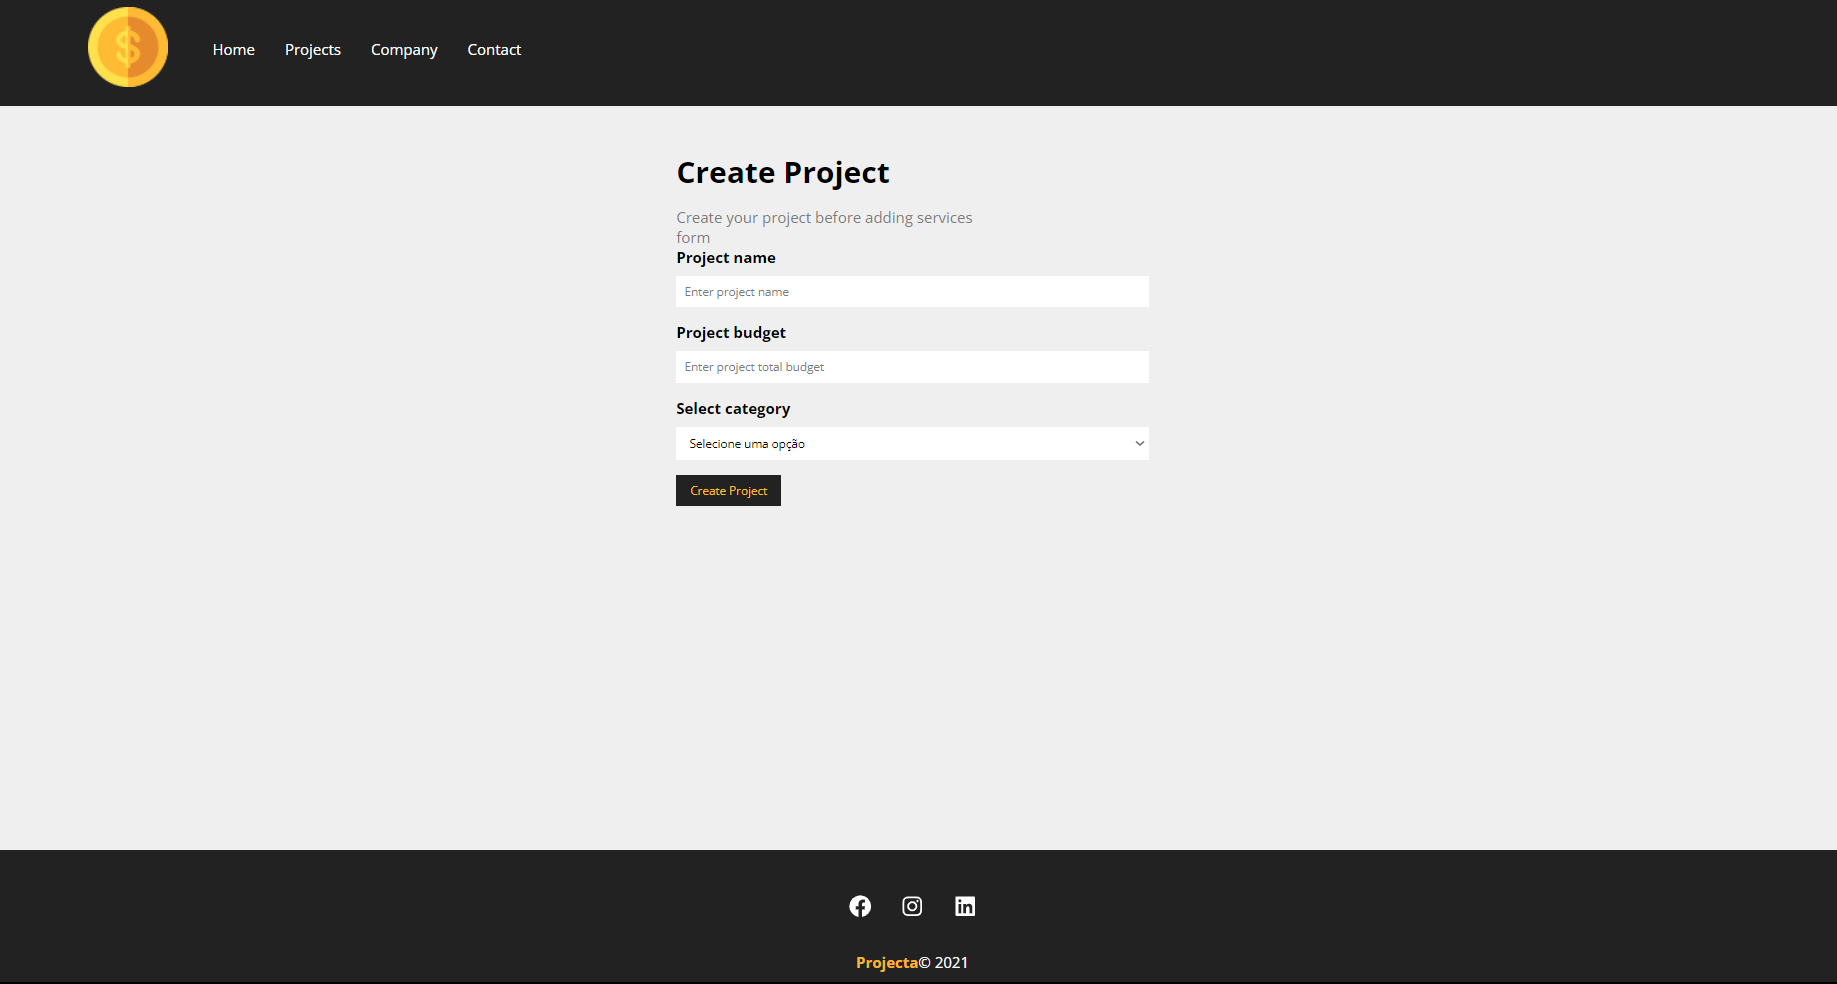 $
Home Projects Company Contact
Create Project
Create your project before adding services
form
Project name
Enter project name
Project budget
Enter project total budget
Select category
Selecione uma opção
Create Project
Projecta© 2021